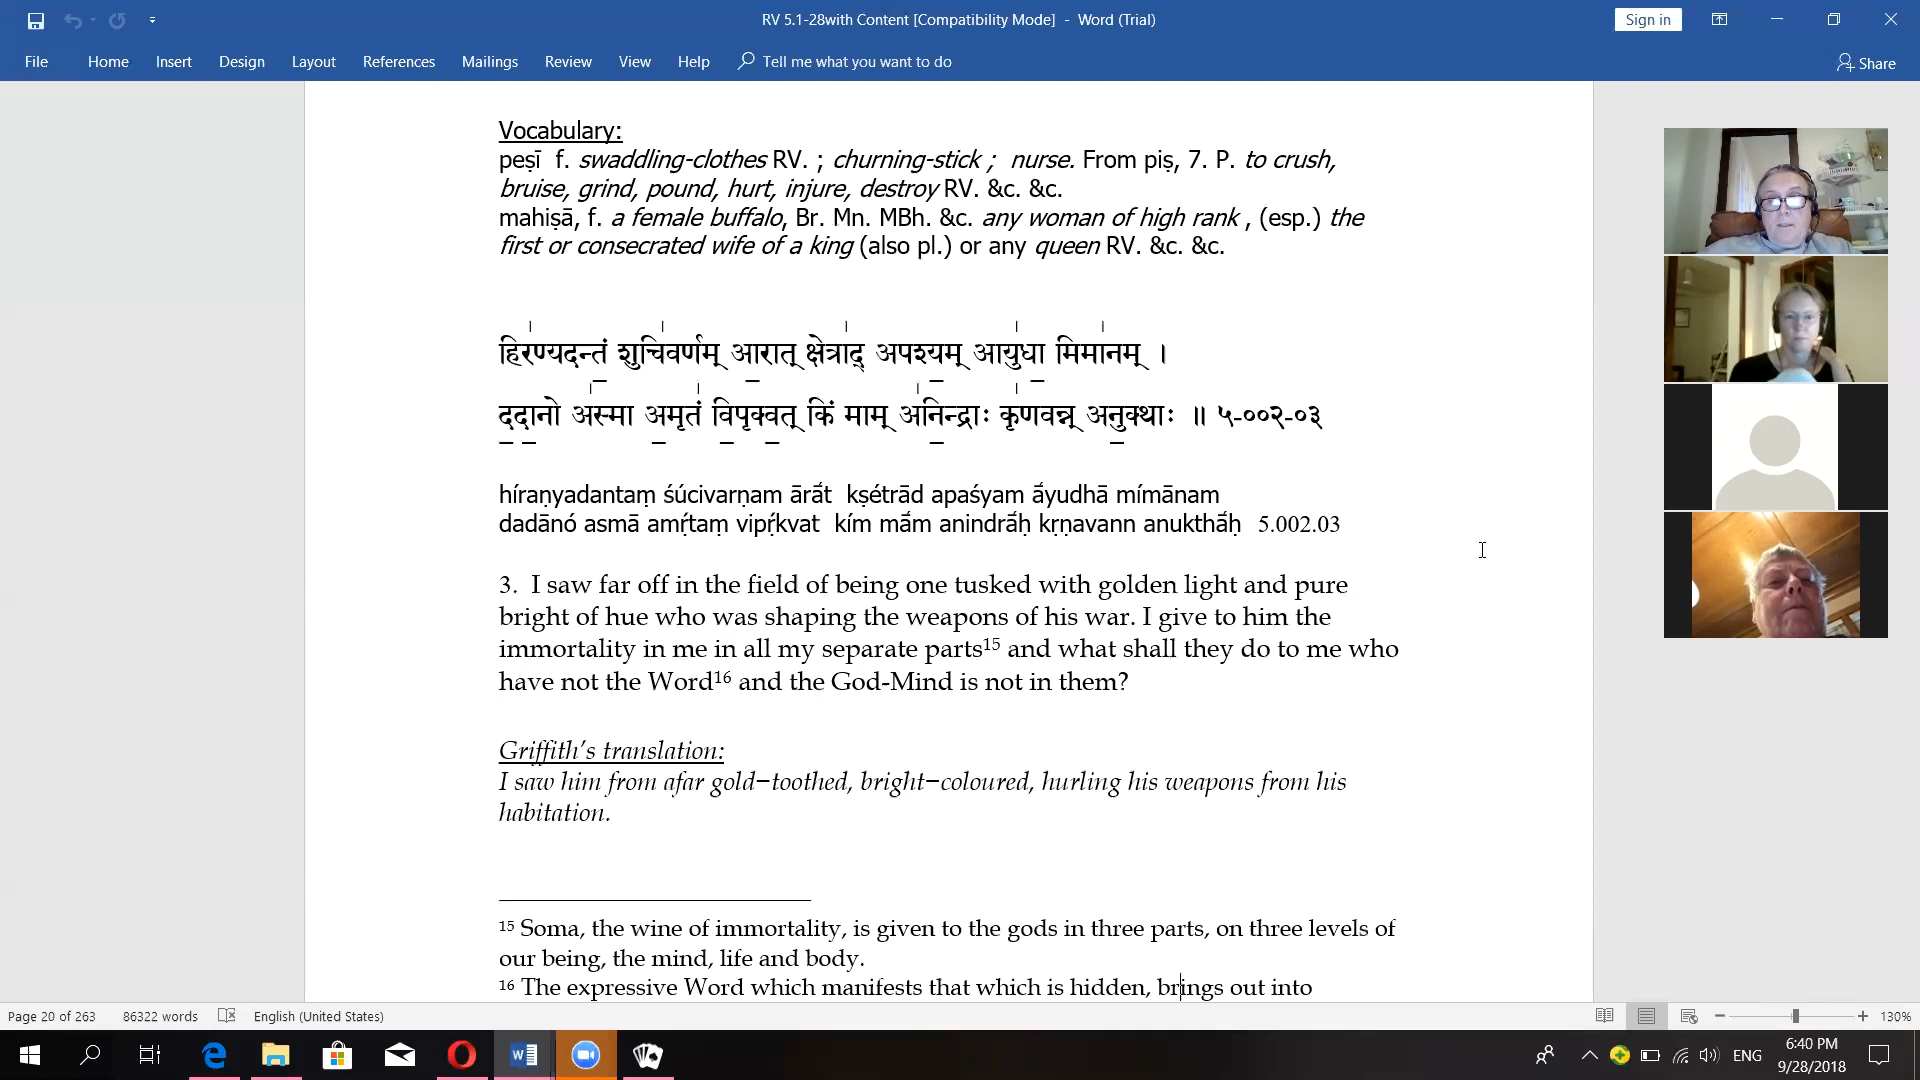 RV 5.1-28with Content [Compatibility Mode] - Word (Trial)
Sign in
File Home Insert Design Layout References Mailings Review View Help Tell me what you want to do
Share
Vocabulary:
peṣī f. swaddling-clothes RV. ; churning-stick ; nurse. From piṣ, 7. P. to crush,
bruise, grind, pound, hurt, injure, destroy RV. &c. &c.
mahiṣā, f. a female buffalo, Br. Mn. MBh. &c. any woman of high rank , (esp.) the
first or consecrated wife of a king (also pl.) or any queen RV. &c. &c.
हिर॑ण्यदन्तं॒ शुचि॑वर्णम् आ॒रात् क्षेत्रा॑द् अपश्य॒म् आयु॑धा॒ मिमा॑नम् ।
द॒दा॒नो अ॑स्मा अ॒मृतं॑ वि॒पृक्व॒त् किं माम् अ॑नि॒न्द्राः कृ॑णवन्न् अनु॒क्थाः ॥ ५-००२-०३
híraṇyadantaṃ śúcivarṇam ārā́t kṣétrād apaśyam ā́yudhā mímānam
dadānó asmā amṛ́taṃ vipṛ́kvat kím mā́m anindrā́ḥ kṛṇavann anukthā́ḥ 5.002.03
3. I saw far off in the field of being one tusked with golden light and pure
bright of hue who was shaping the weapons of his war. I give to him the
immortality in me in all my separate parts15 and what shall they do to me who
have not the Word16 and the God-Mind is not in them?
Griffith’s translation:
I saw him from afar gold−toothed, bright−coloured, hurling his weapons from his
habitation.
15 Soma, the wine of immortality, is given to the gods in three parts, on three levels of
our being, the mind, life and body.
16 The expressive Word which manifests that which is hidden, brings out into
Page 20 of 263 86322 words English (United States) 130%
ENG 6:40 PM
9/28/2018